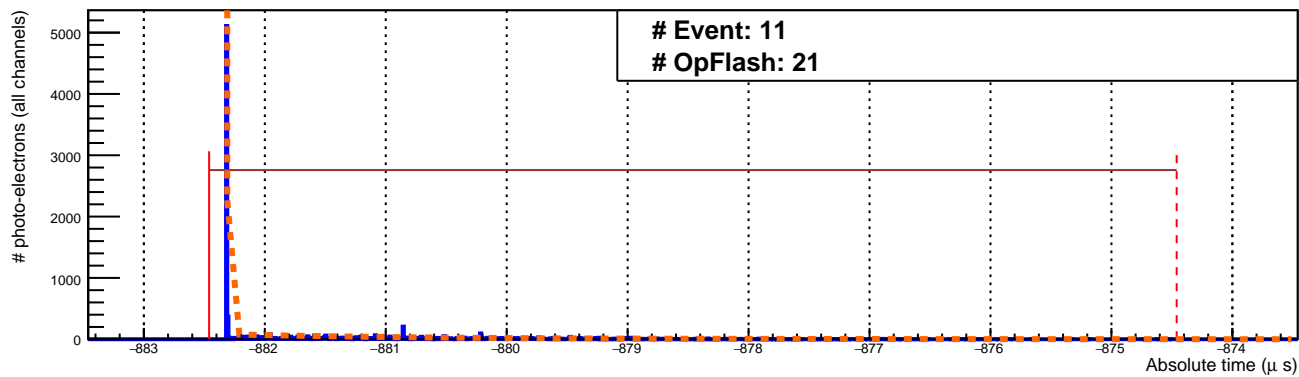 # Event: 11
# OpFlash: 21
# photo-electrons (all channels)
5000
4000
3000
2000
1000
0
−883 −882 −881 −880 −879 −878 −877 −876 −875 −874
Absolute time (μ s)